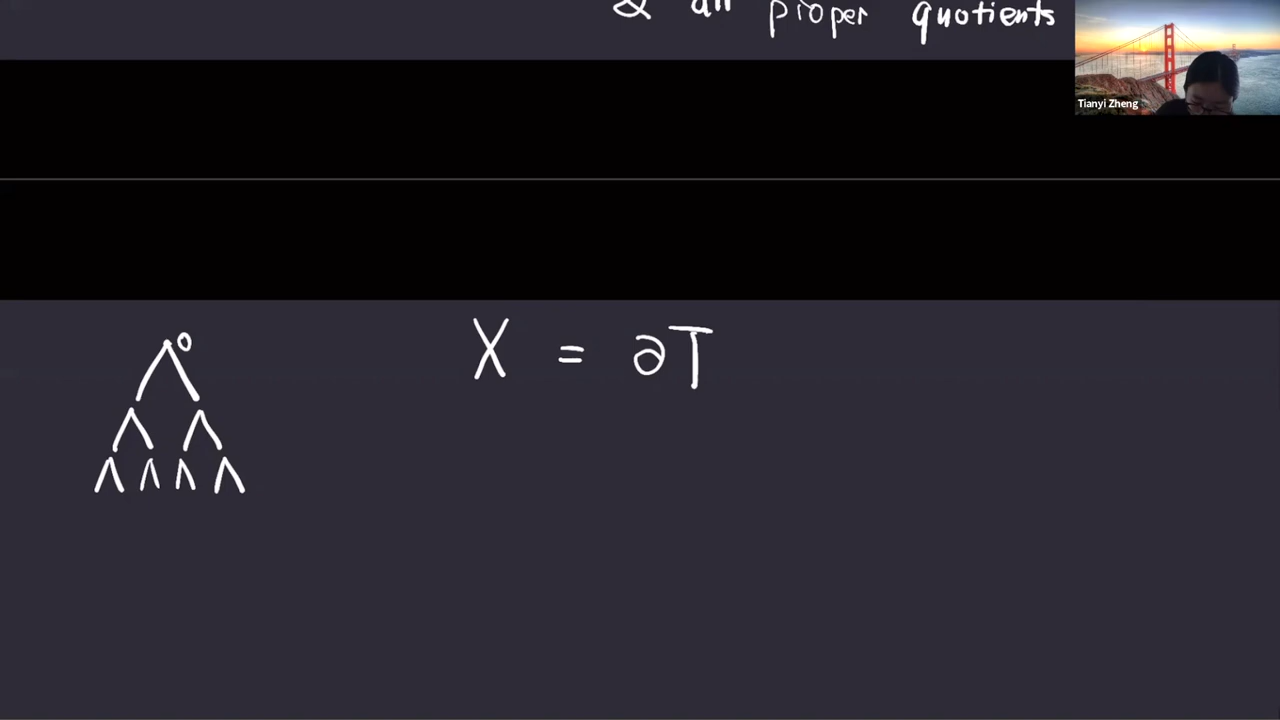 & all proper quotients
Tianyi Zheng
o
X = ∂T